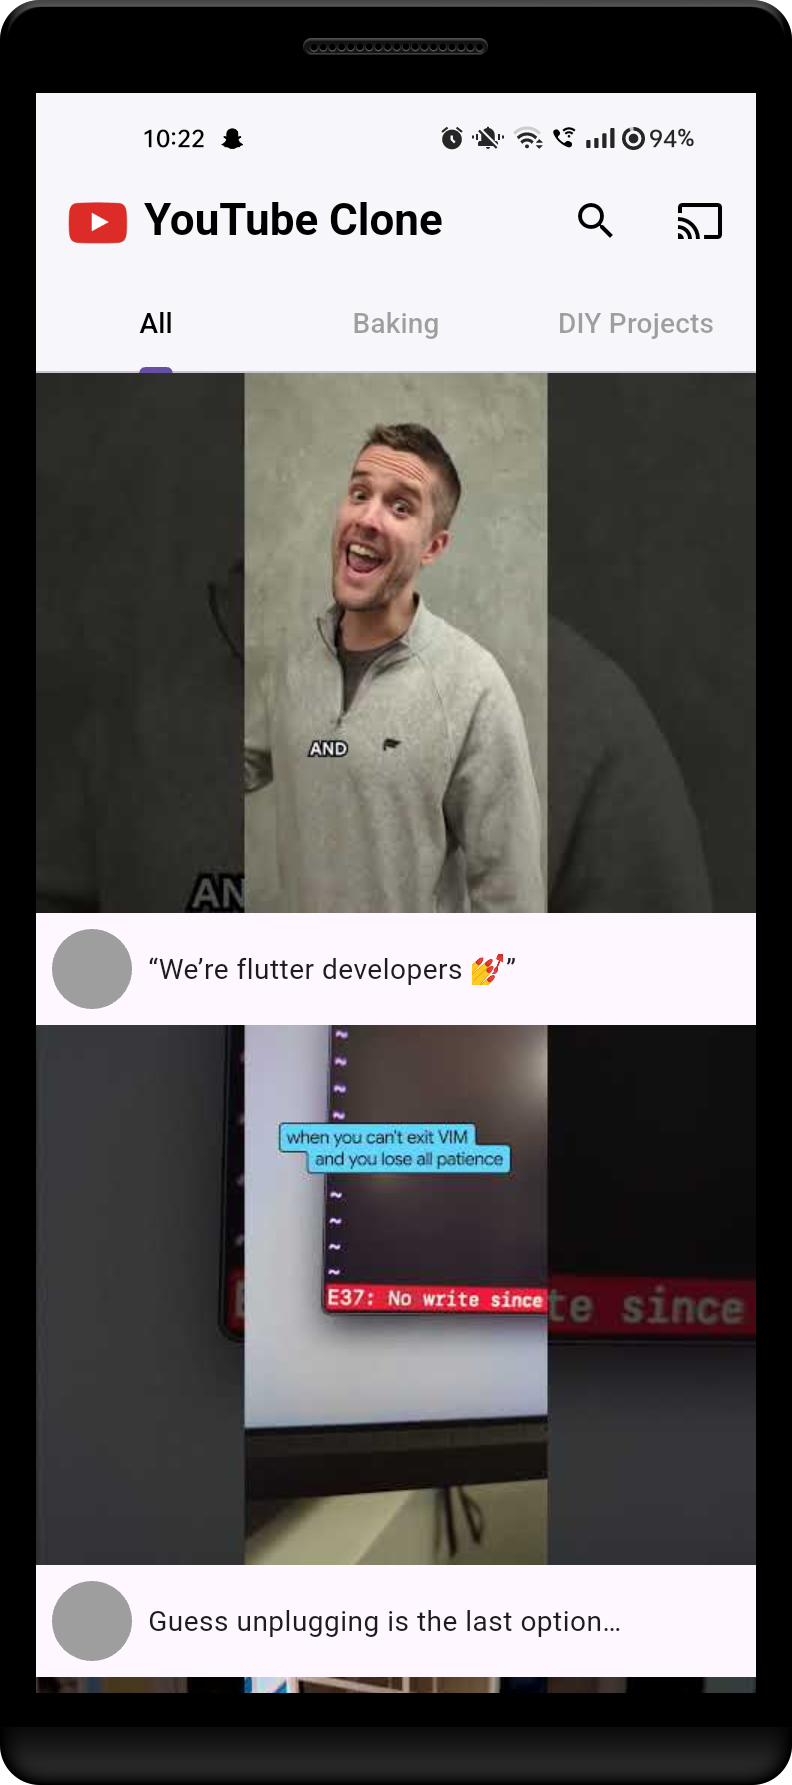 10:22
94%
YouTube Clone
All
Baking
DIY Projects
AND
AN
“We’re flutter developers 💅”
~
~
~
~
when you can't exit VIM
and you lose all patience
~
~
~
~
E37: No write since
te since
Guess unplugging is the last option...